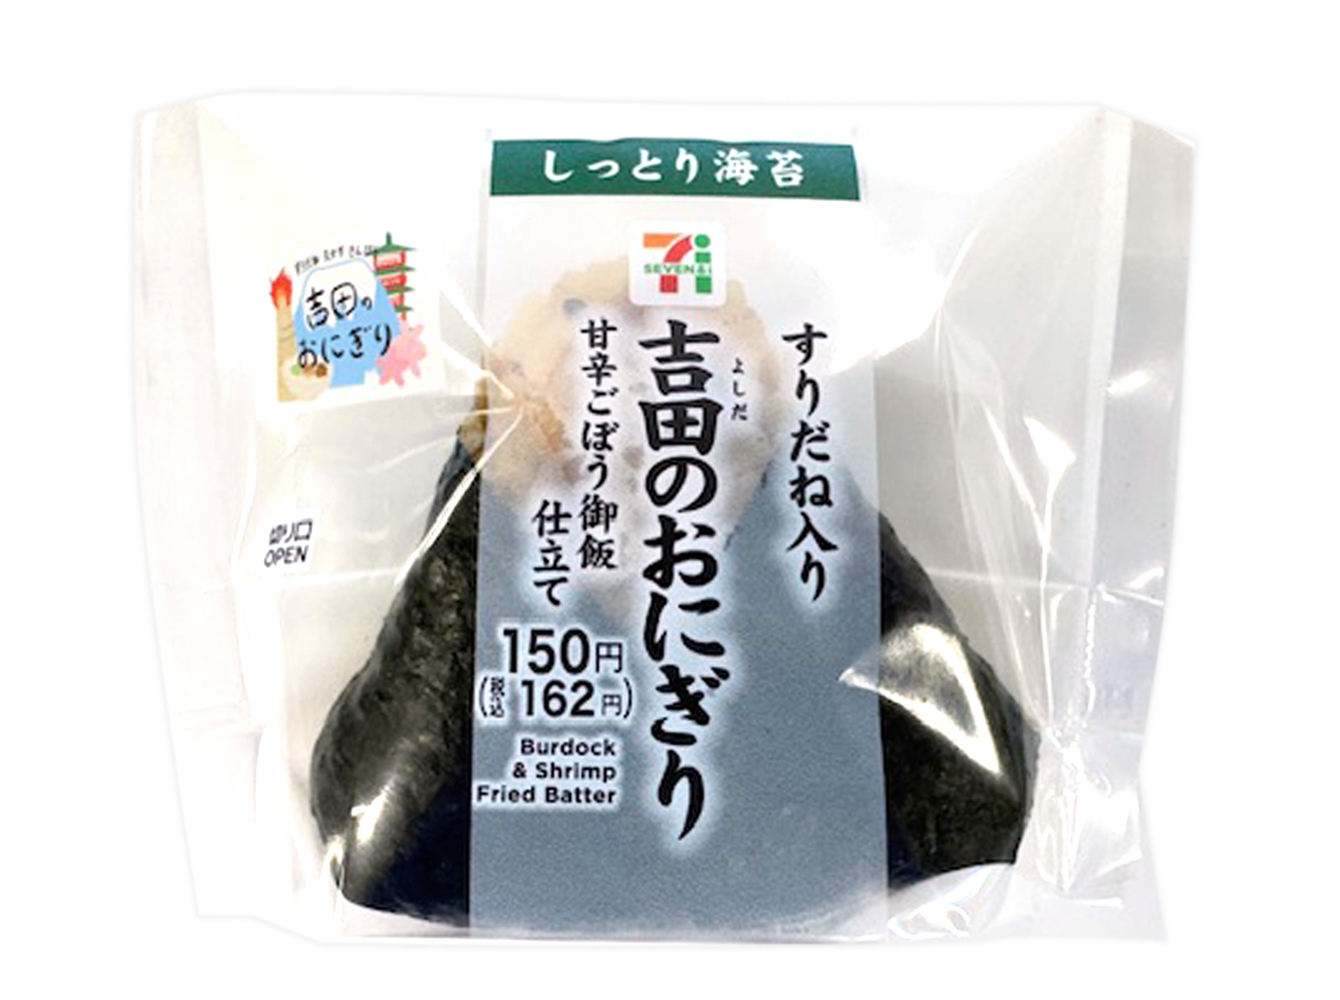 しっとり海苔
SEVEN&i
すりだね入り
よしだ
吉田のおにぎり
甘辛ごぼう御飯
仕立て
150円
(税込162円)
Burdock
& Shrimp
Fried Batter
吉田の
おにぎり
切り口
OPEN